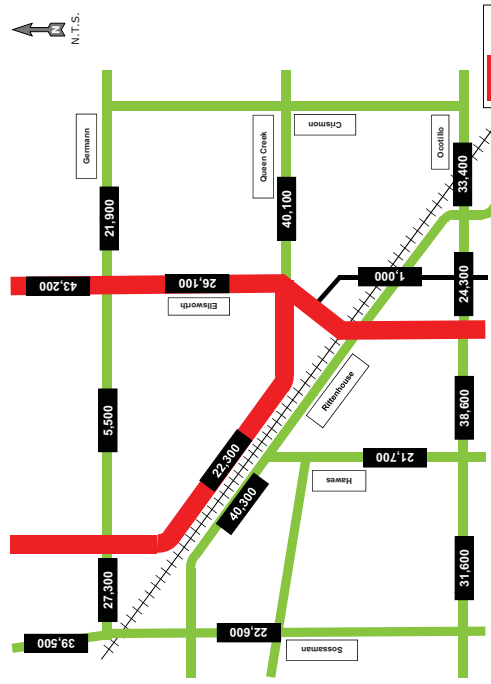 N
N.T.S.
Germann
Queen Creek
Crismon
Ocotillo
21,900
40,100
33,400
43,200
26,100
1,000
24,300
Ellsworth
Rittenhouse
5,500
22,300
38,600
40,300
21,700
Hawes
27,300
31,600
39,500
22,600
Sossaman